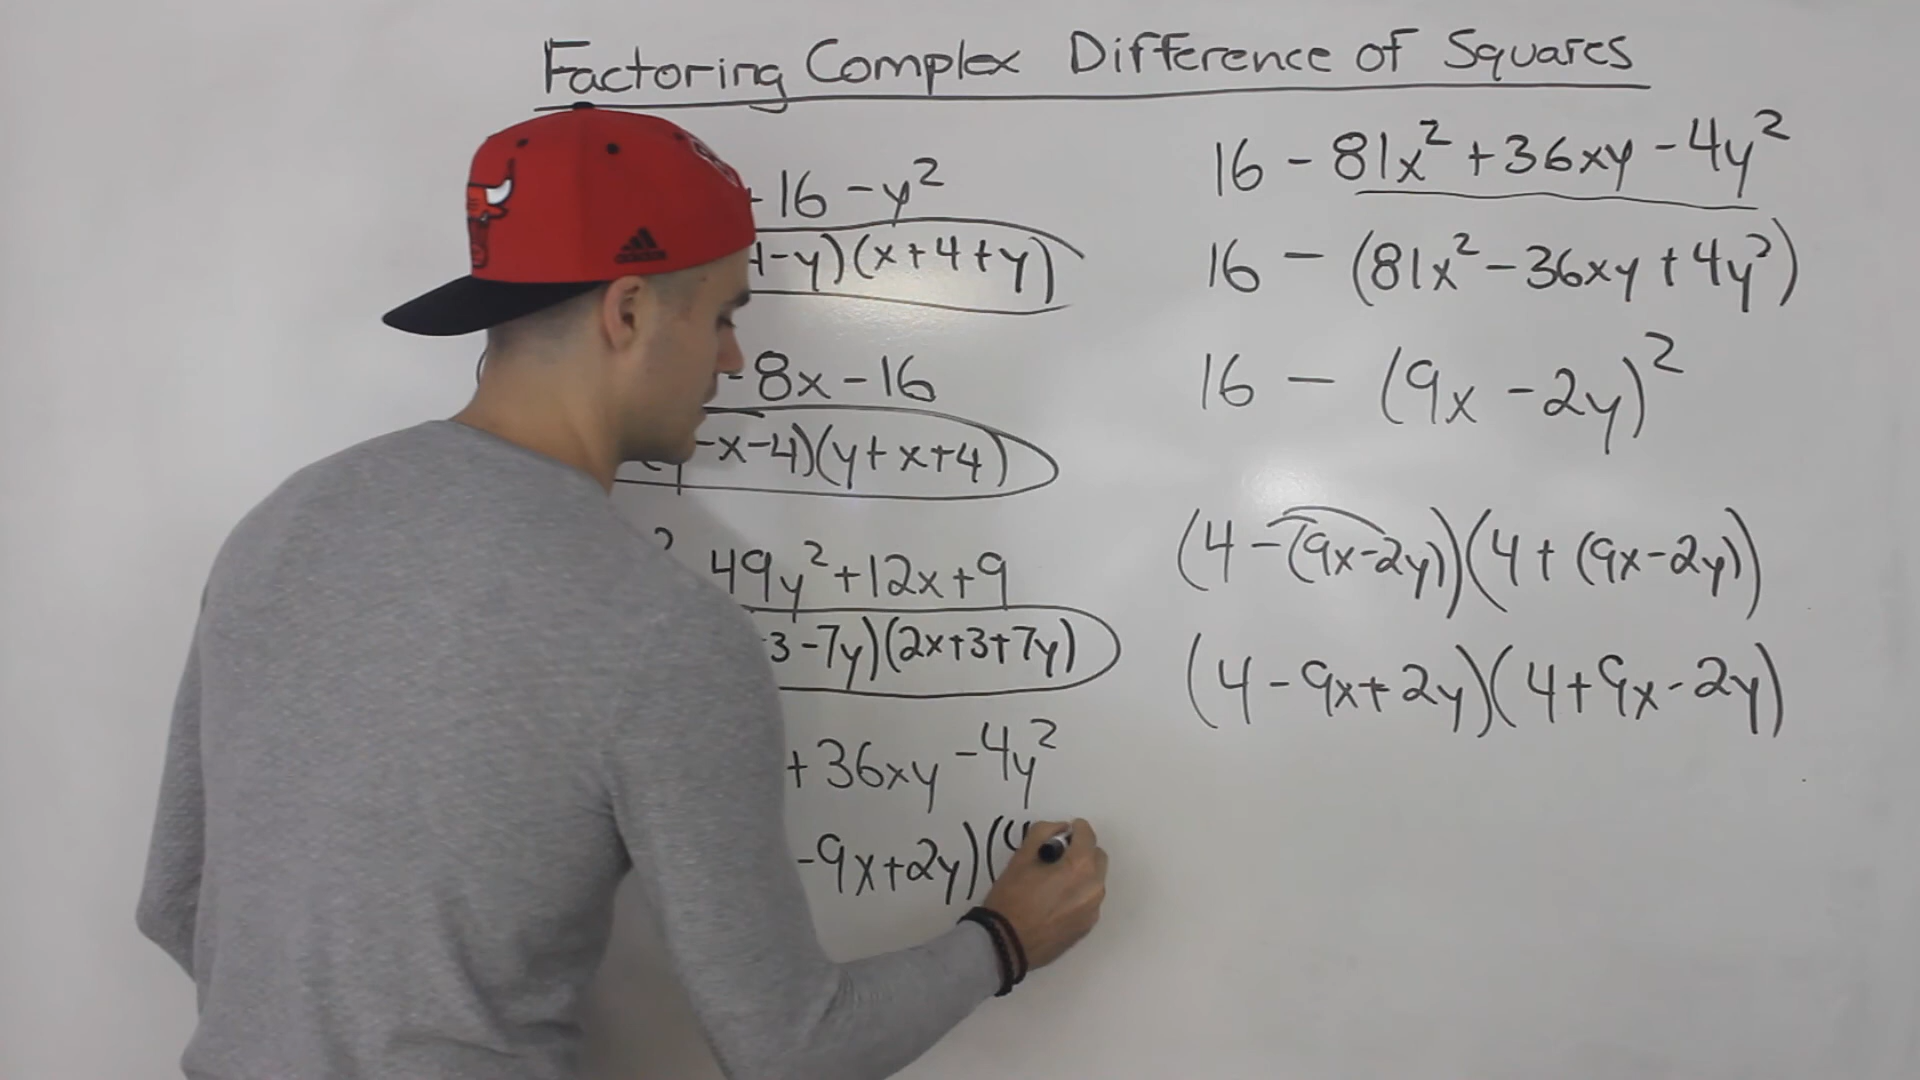 Factoring Complex Difference of Squares
16 - y²
-y)(x+4+y)
-8x-16
-x-4)(y+x+4)
49y²+12x+9
3-7y)(2x+3+7y)
+36xy-4y²
-9x+2y)(4
16 - 81x² + 36xy - 4y²
16 - (81x² - 36xy + 4y²)
16 - (9x - 2y)²
(4-(9x-2y))(4+(9x-2y))
(4-9x+2y)(4+9x-2y)